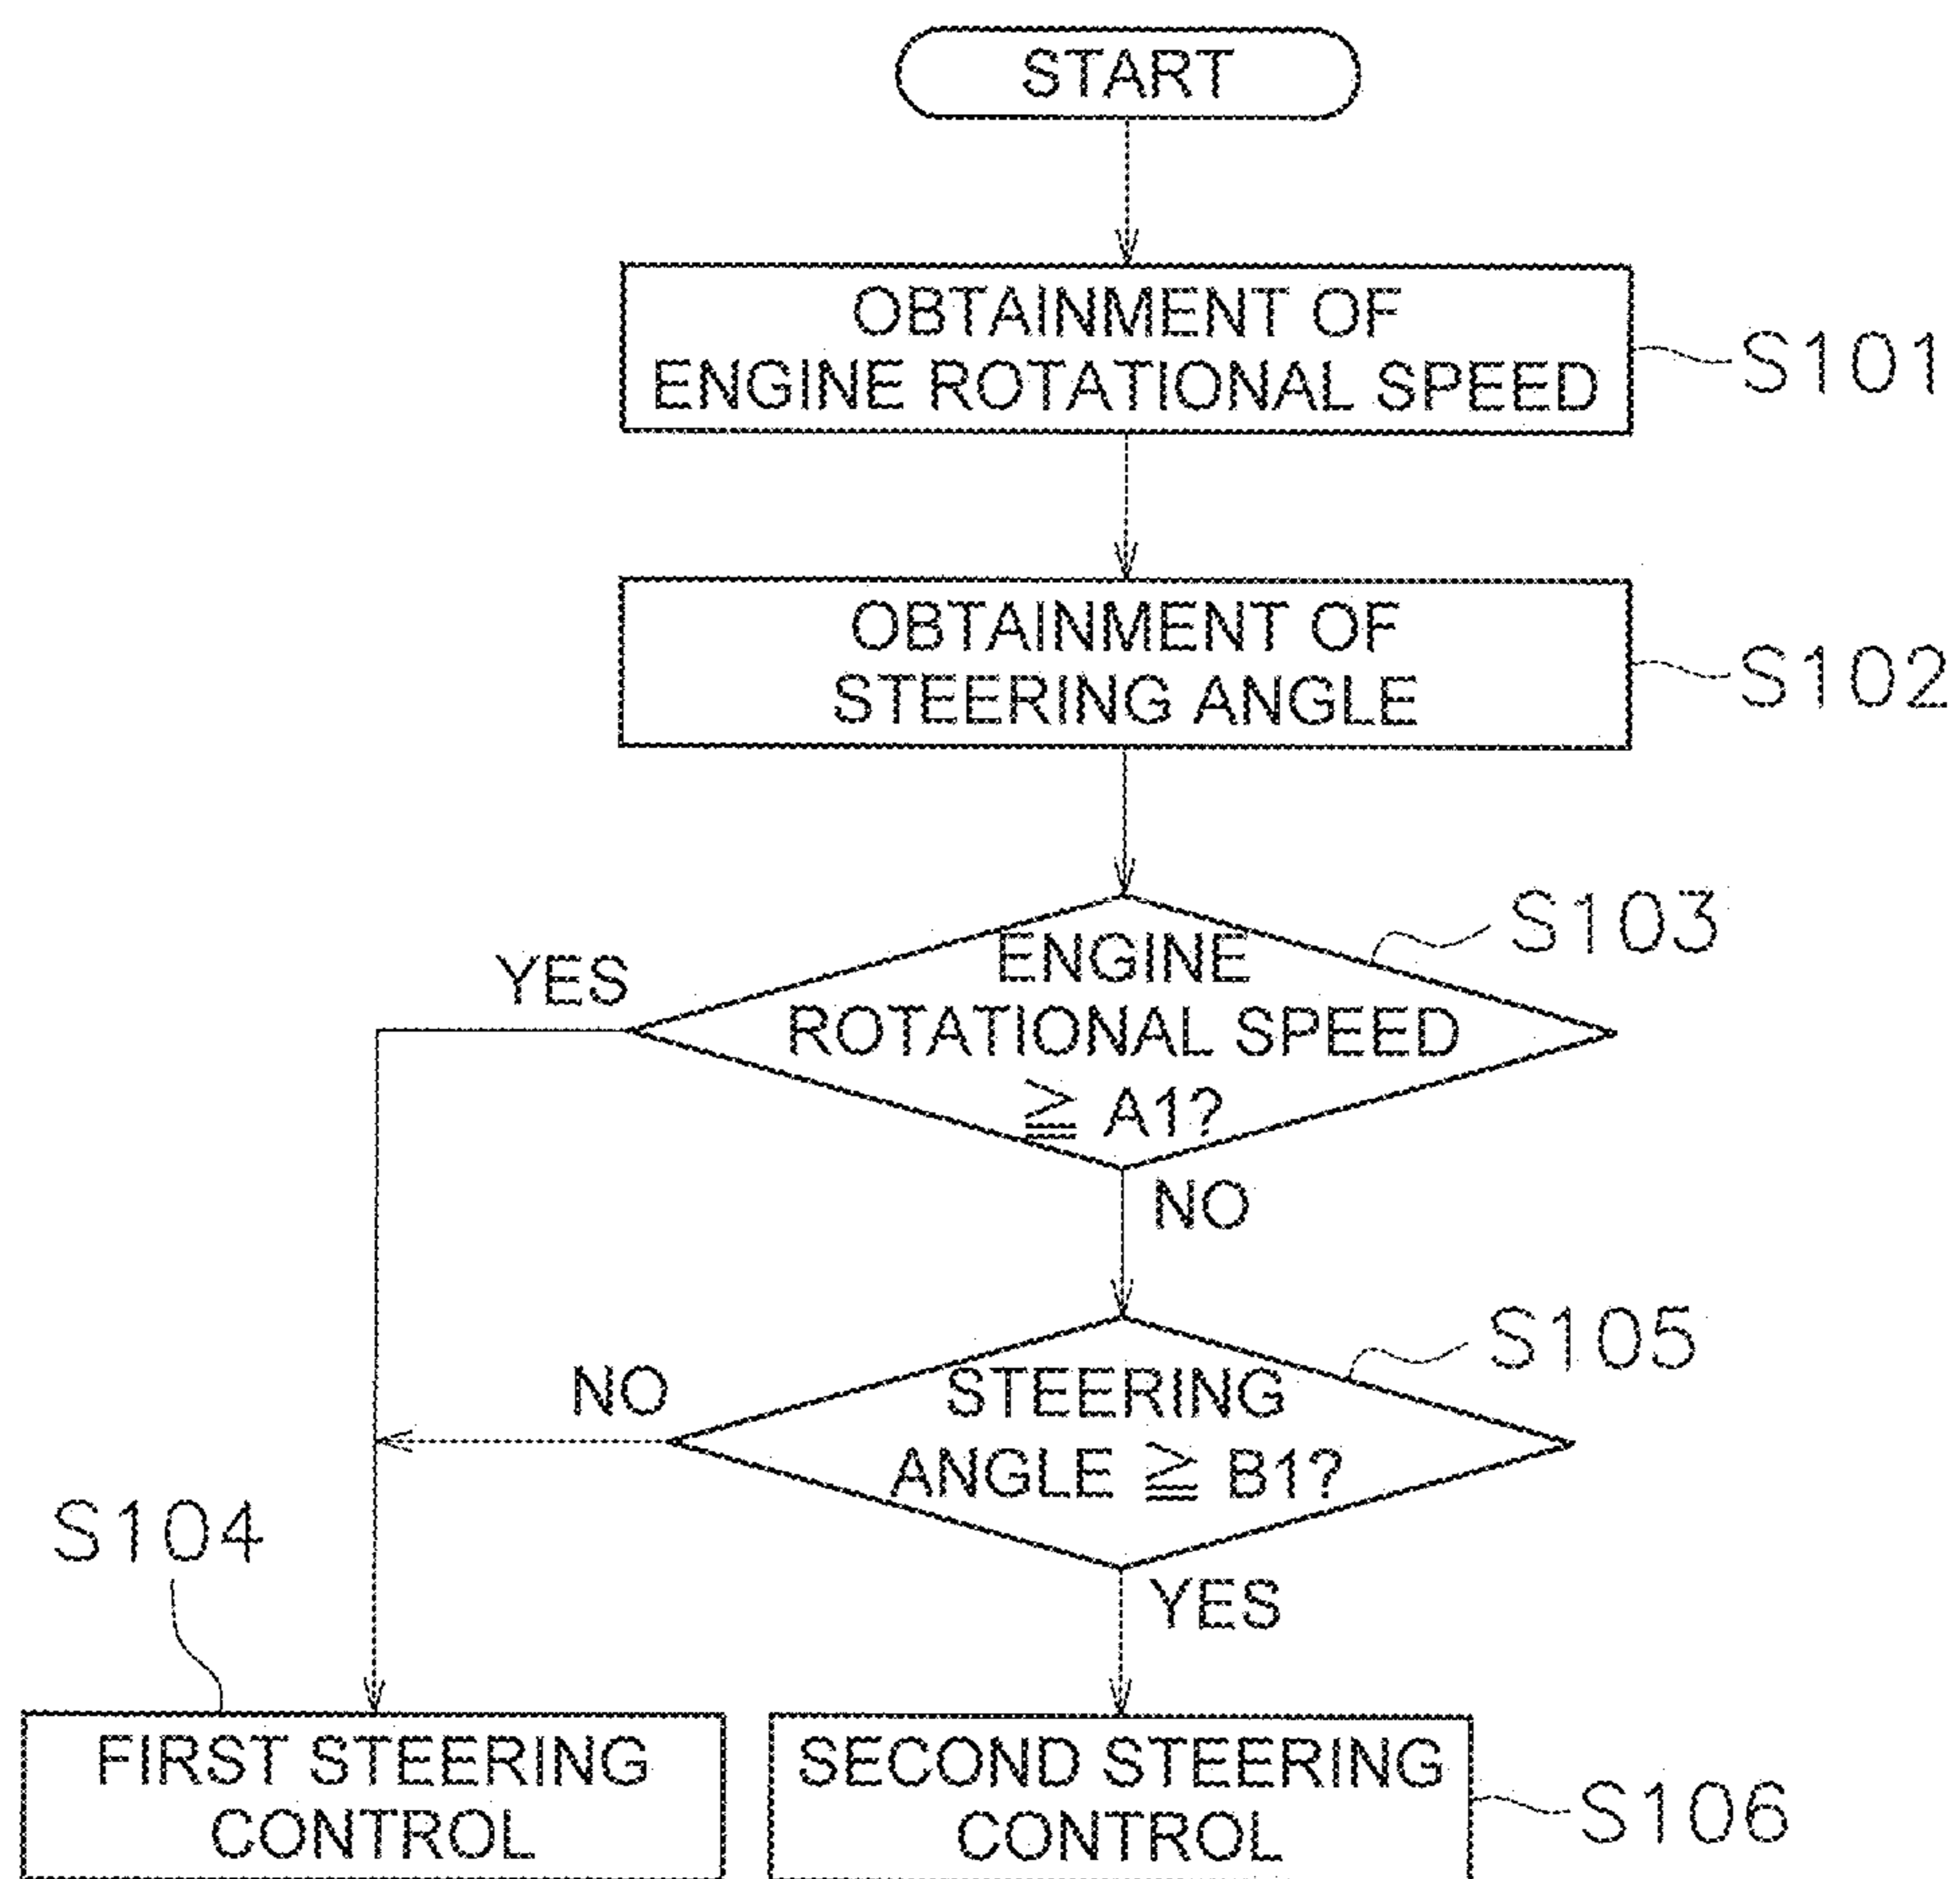 START
OBTAINMENT OF
ENGINE ROTATIONAL SPEED
S101
OBTAINMENT OF
STEERING ANGLE
S102
S103
YES
ENGINE
ROTATIONAL SPEED
≧ A1?
NO
S105
NO
STEERING
ANGLE ≧ B1?
S104
YES
FIRST STEERING
CONTROL
SECOND STEERING
CONTROL
S106